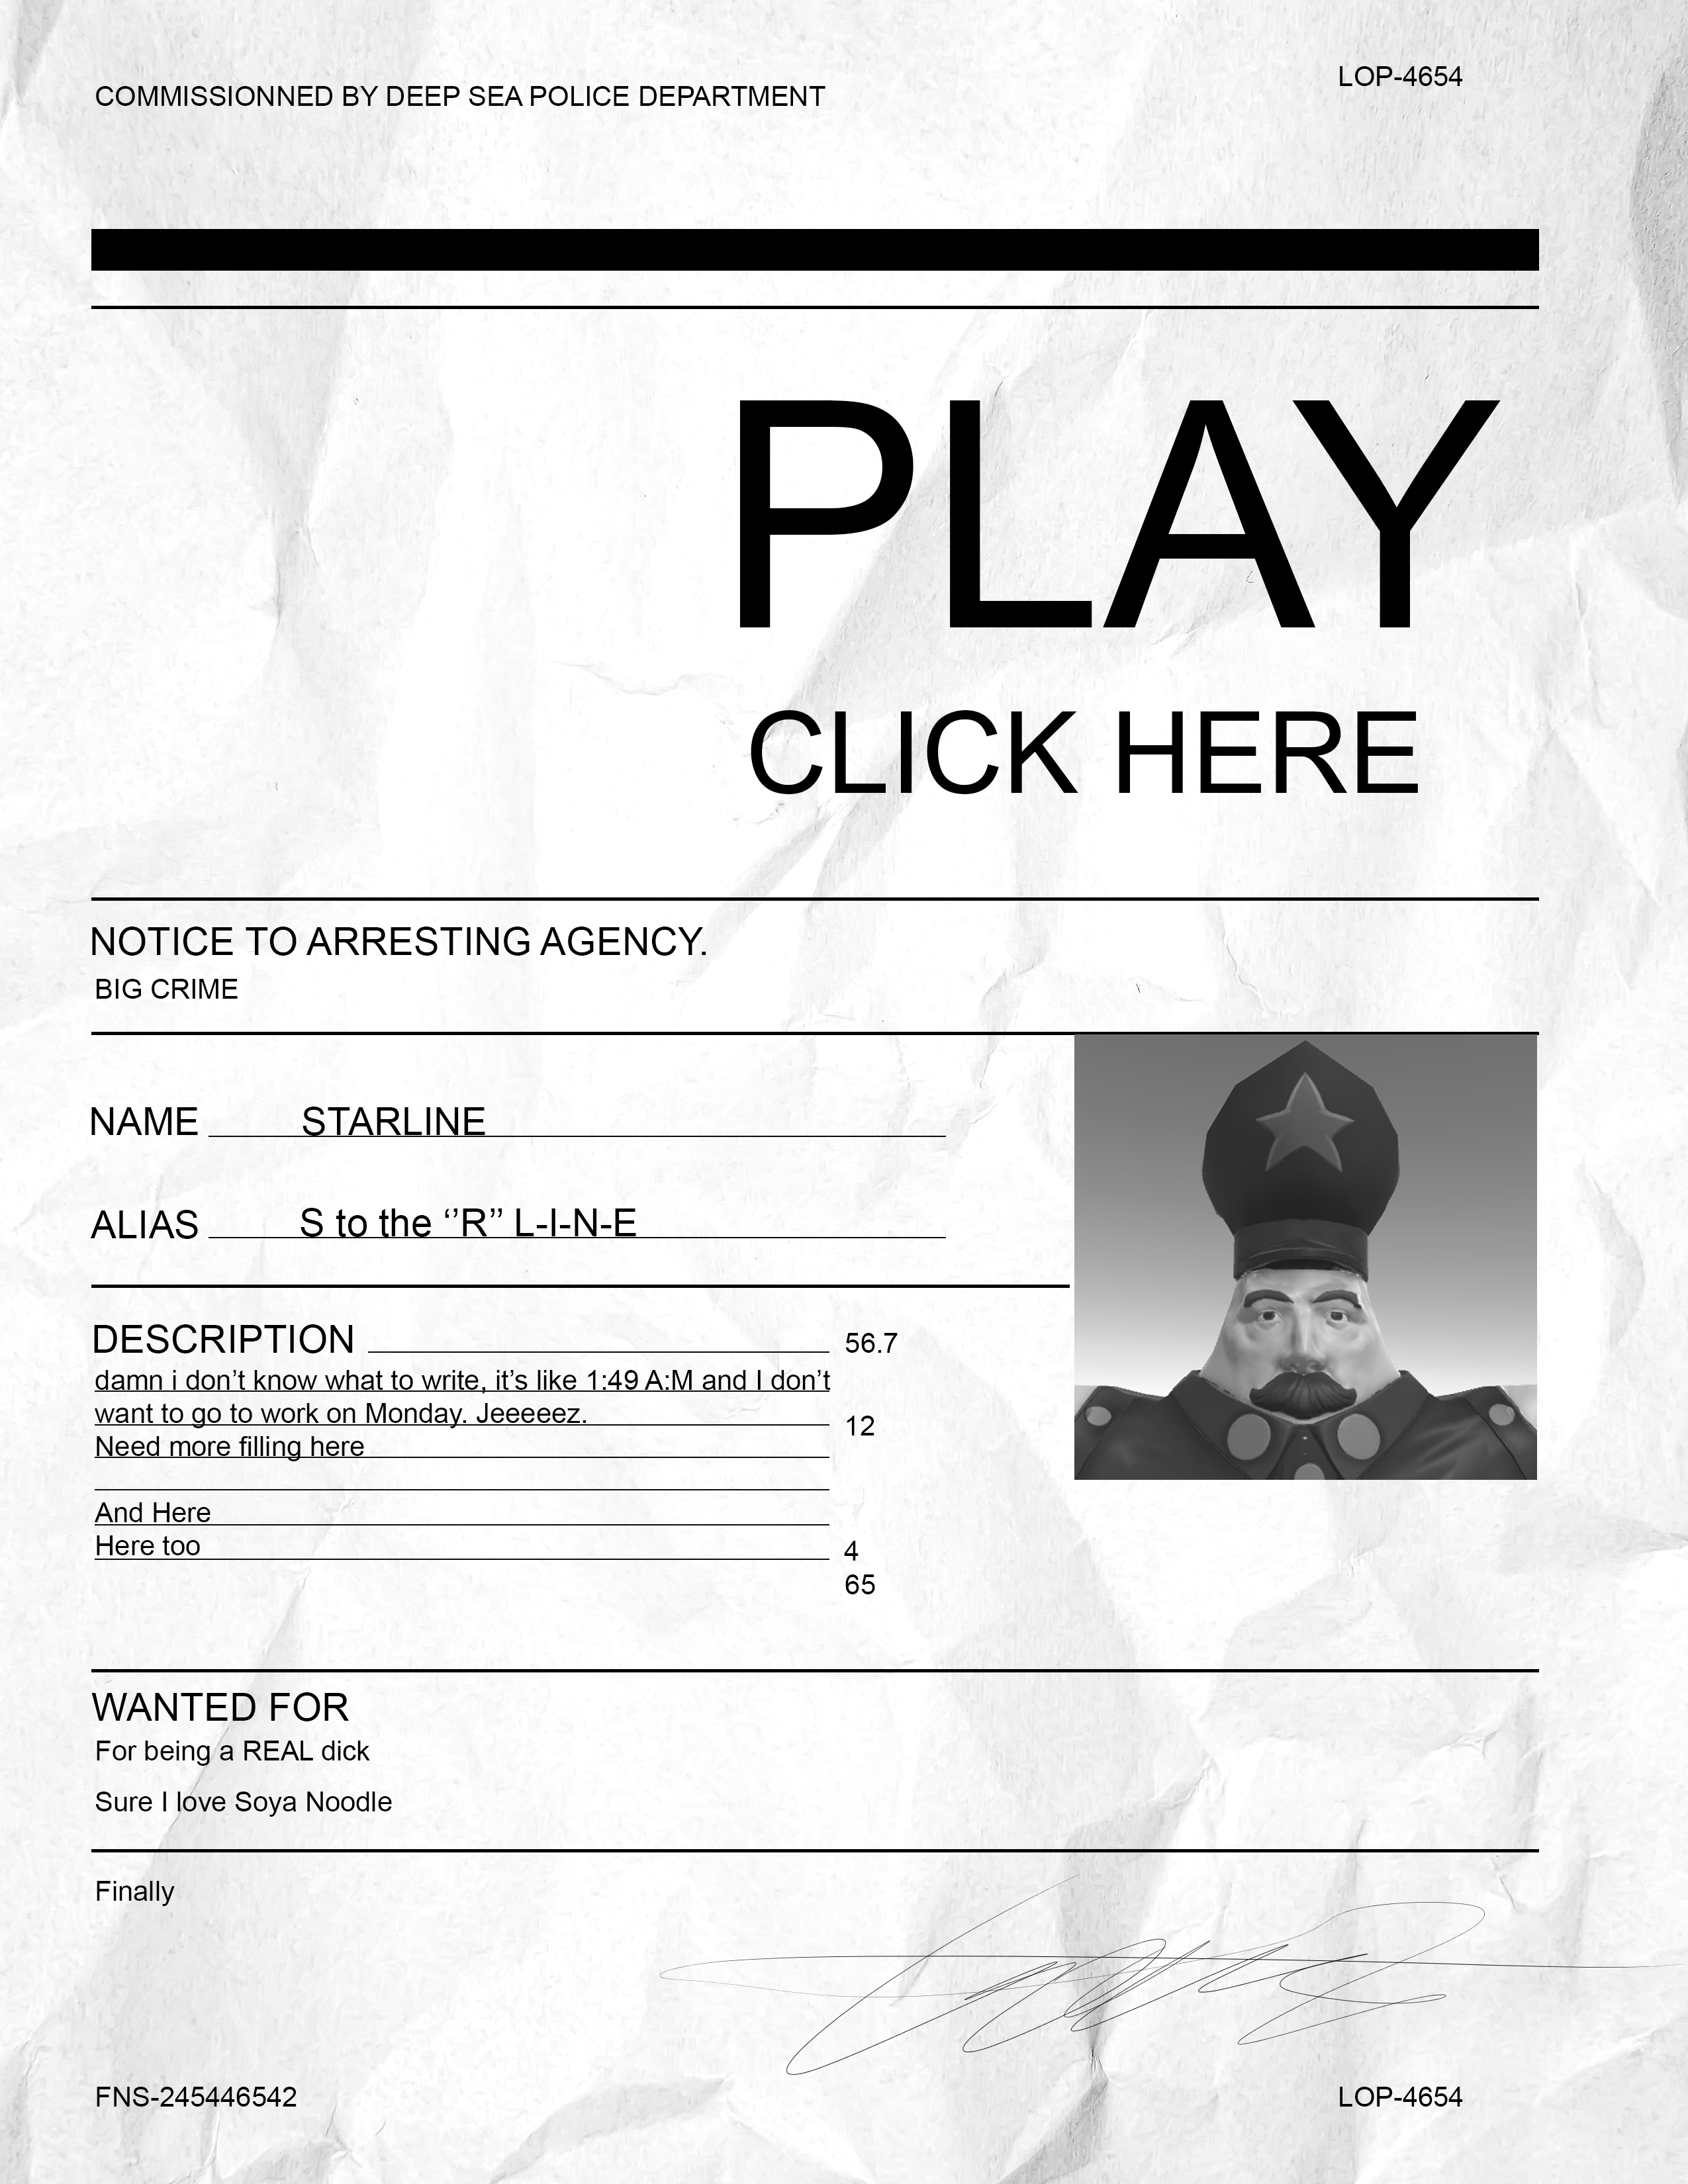 COMMISSIONNED BY DEEP SEA POLICE DEPARTMENT
LOP-4654
PLAY
CLICK HERE
NOTICE TO ARRESTING AGENCY.
BIG CRIME
NAME STARLINE
ALIAS S to the ‘’R’’ L-I-N-E
DESCRIPTION 56.7
damn i don’t know what to write, it’s like 1:49 A:M and I don’t
want to go to work on Monday. Jeeeeez. 12
Need more filling here
And Here
Here too 4
65
WANTED FOR
For being a REAL dick
Sure I love Soya Noodle
Finally
FNS-245446542
LOP-4654